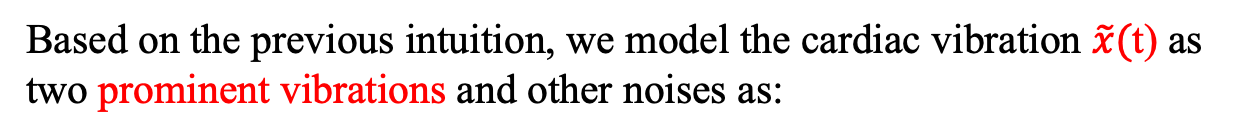 Based on the previous intuition, we model the cardiac vibration x̃(t) as
two prominent vibrations and other noises as: